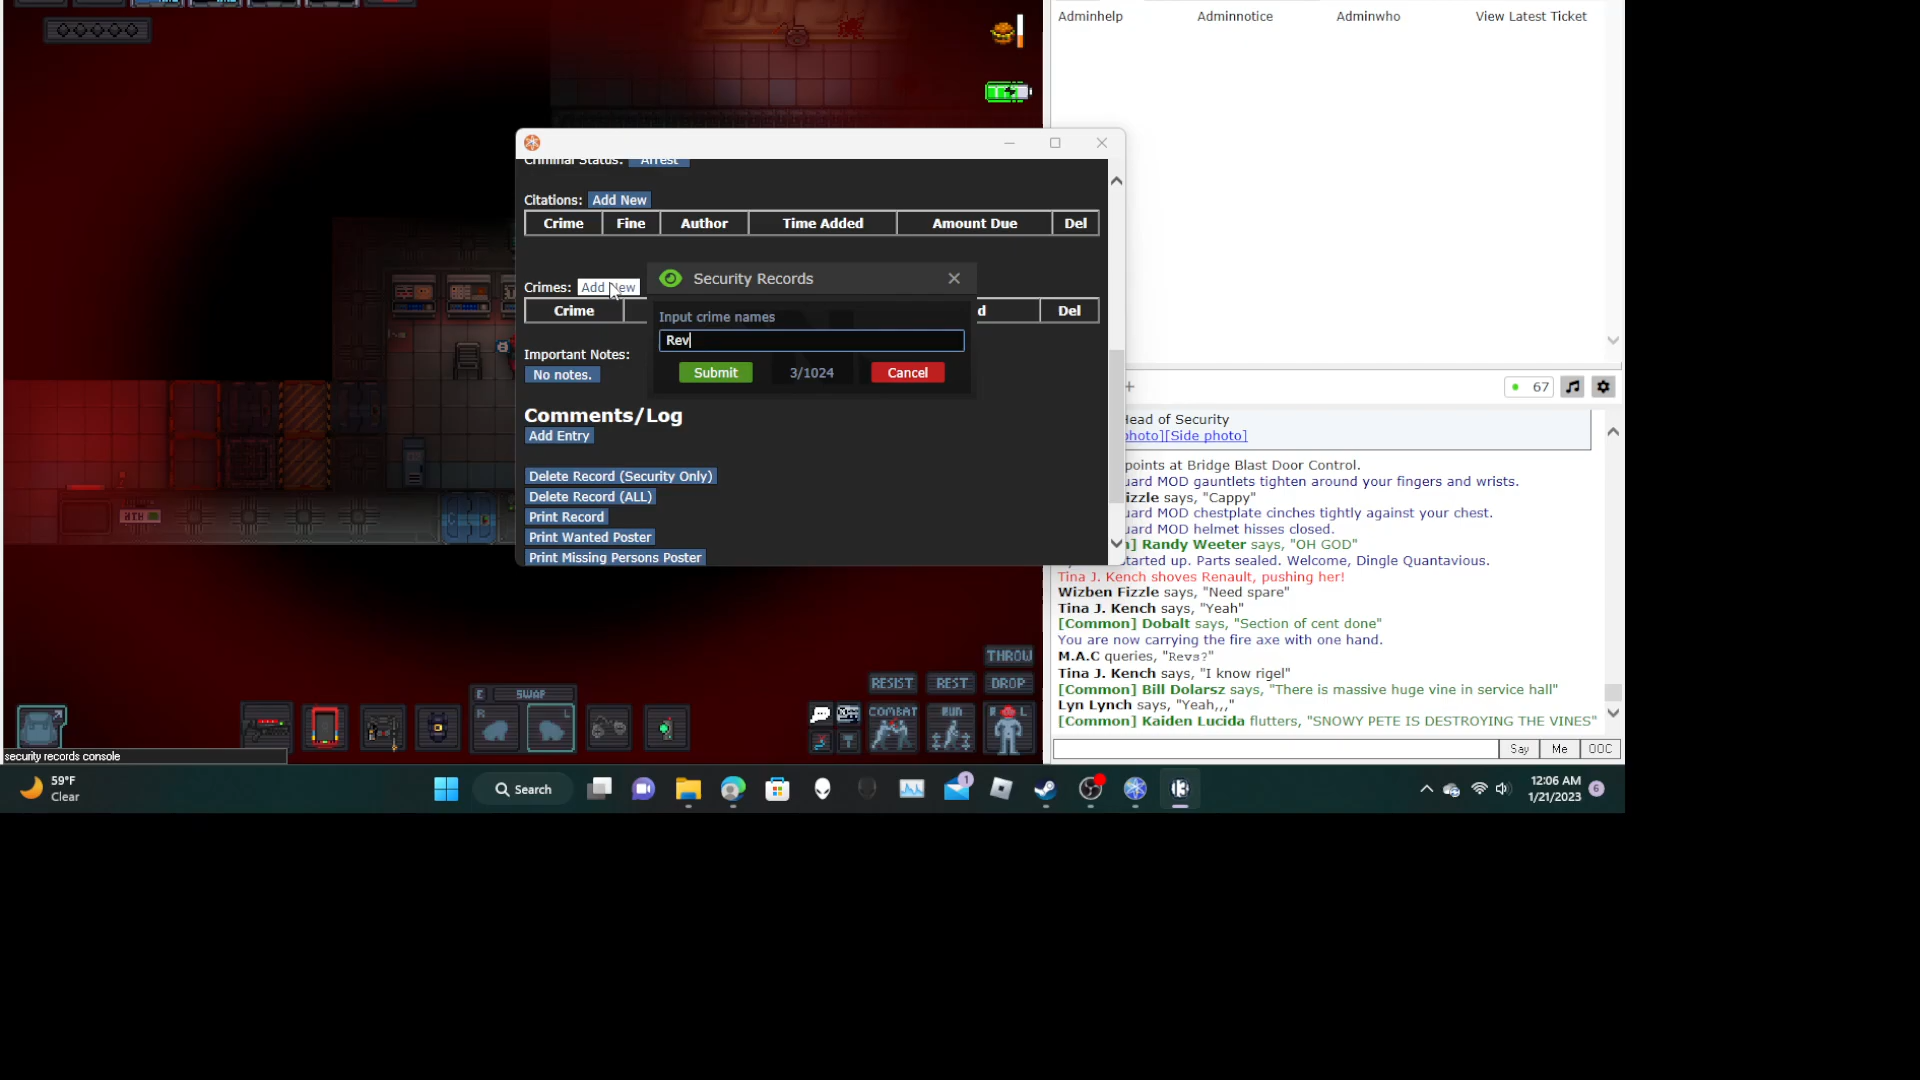 Adminhelp Adminnotice Adminwho View Latest Ticket
Criminal Status: Arrest
Citations: Add New
Crime Fine Author Time Added Amount Due Del
Security Records
Crimes: Add New
Input crime names
Crime d Del
Rev
Important Notes:
Submit 3/1024 Cancel
No notes.
Comments/Log
Add Entry
Delete Record (Security Only)
Delete Record (ALL)
Print Record
Print Wanted Poster
Print Missing Persons Poster
+ 67
Head of Security
photo][Side photo]
points at Bridge Blast Door Control.
uard MOD gauntlets tighten around your fingers and wrists.
izzle says, "Cappy"
uard MOD chestplate cinches tightly against your chest.
uard MOD helmet hisses closed.
] Randy Weeter says, "OH GOD"
tarted up. Parts sealed. Welcome, Dingle Quantavious.
Tina J. Kench shoves Renault, pushing her!
Wizben Fizzle says, "Need spare"
Tina J. Kench says, "Yeah"
[Common] Dobalt says, "Section of cent done"
You are now carrying the fire axe with one hand.
M.A.C queries, "Revs?"
Tina J. Kench says, "I know rigel"
[Common] Bill Dolarsz says, "There is massive huge vine in service hall"
Lyn Lynch says, "Yeah,,,"
[Common] Kaiden Lucida flutters, "SNOWY PETE IS DESTROYING THE VINES"
Say Me OOC
THROW
RESIST REST DROP
E SWAP
R L COMBAT RUN R L
security records console
59°F
Clear
Search
1
12:06 AM
1/21/2023
6